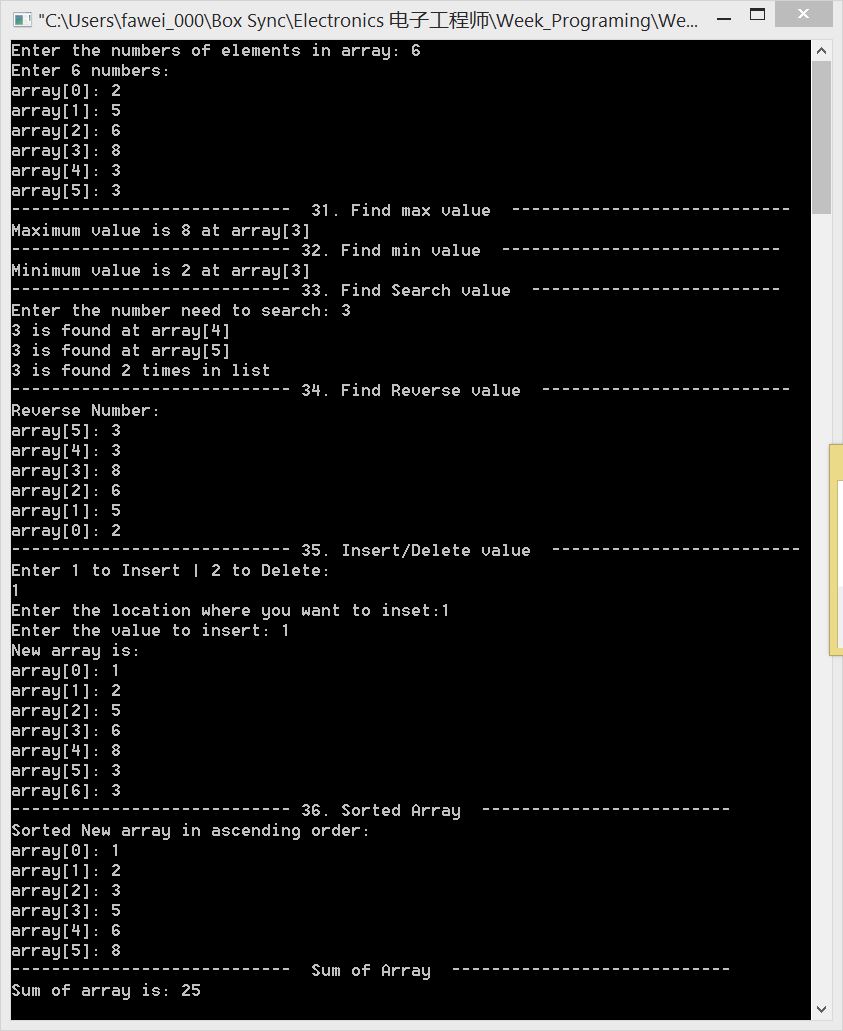 "C:\Users\fawei_000\Box Sync\Electronics 电子工程师\Week_Programing\We...
Enter the numbers of elements in array: 6
Enter 6 numbers:
array[0]: 2
array[1]: 5
array[2]: 6
array[3]: 8
array[4]: 3
array[5]: 3
----------------------------  31. Find max value  ----------------------------
Maximum value is 8 at array[3]
---------------------------- 32. Find min value  ----------------------------
Minimum value is 2 at array[3]
---------------------------- 33. Find Search value  -------------------------
Enter the number need to search: 3
3 is found at array[4]
3 is found at array[5]
3 is found 2 times in list
---------------------------- 34. Find Reverse value  -------------------------
Reverse Number:
array[5]: 3
array[4]: 3
array[3]: 8
array[2]: 6
array[1]: 5
array[0]: 2
---------------------------- 35. Insert/Delete value  -------------------------
Enter 1 to Insert | 2 to Delete:
1
Enter the location where you want to inset:1
Enter the value to insert: 1
New array is:
array[0]: 1
array[1]: 2
array[2]: 5
array[3]: 6
array[4]: 8
array[5]: 3
array[6]: 3
---------------------------- 36. Sorted Array  -------------------------
Sorted New array in ascending order:
array[0]: 1
array[1]: 2
array[2]: 3
array[3]: 5
array[4]: 6
array[5]: 8
----------------------------  Sum of Array  ----------------------------
Sum of array is: 25